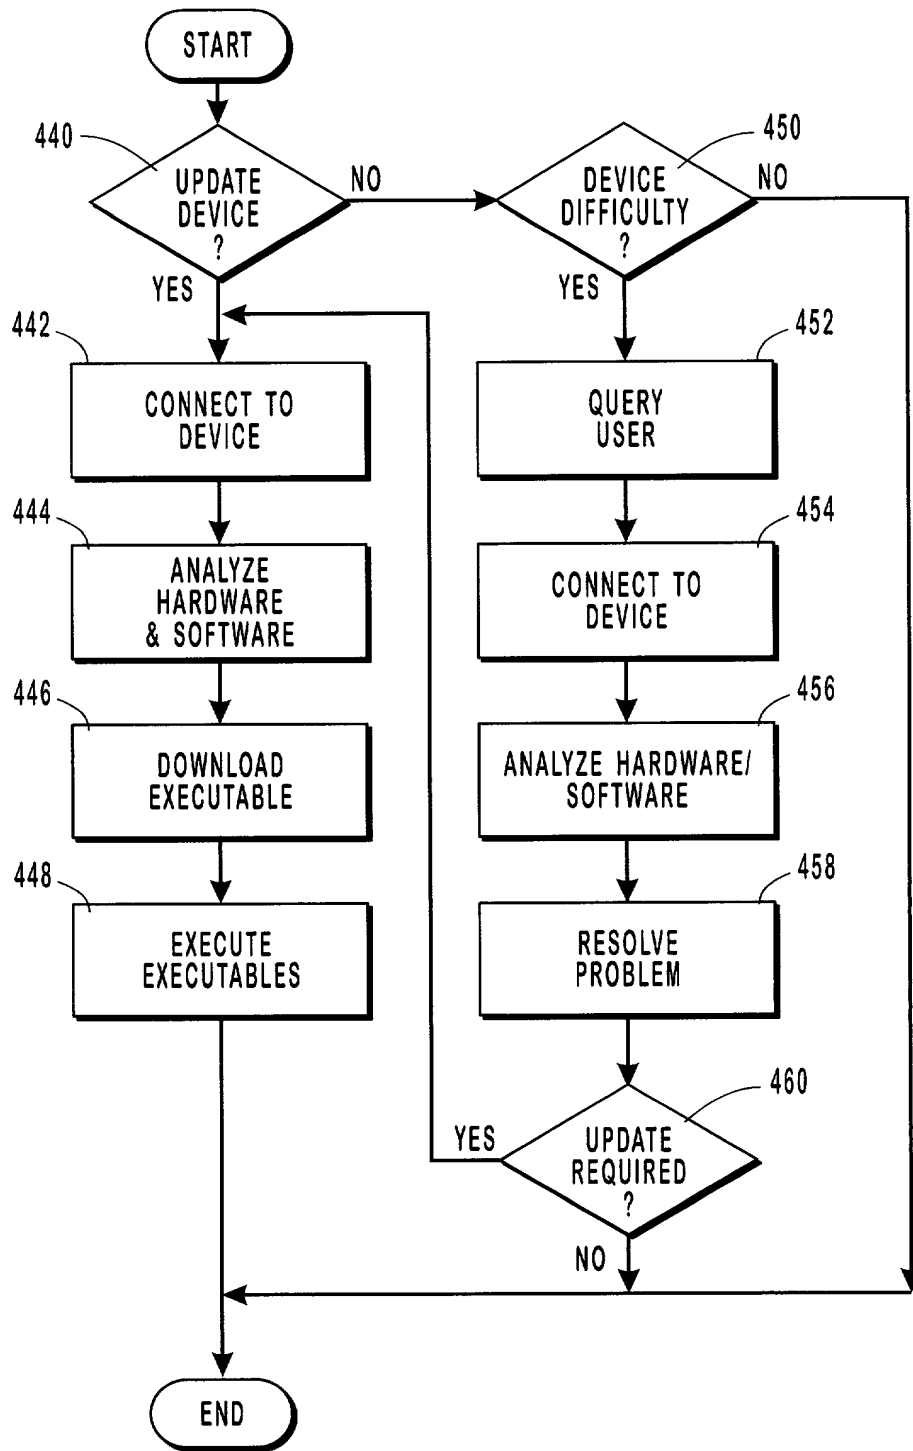 START
440
UPDATE
DEVICE
?
NO
YES
450
DEVICE
DIFFICULTY
?
NO
YES
442
CONNECT TO
DEVICE
444
ANALYZE
HARDWARE
& SOFTWARE
446
DOWNLOAD
EXECUTABLE
448
EXECUTE
EXECUTABLES
452
QUERY
USER
454
CONNECT TO
DEVICE
456
ANALYZE HARDWARE/
SOFTWARE
458
RESOLVE
PROBLEM
460
UPDATE
REQUIRED
?
YES
NO
END